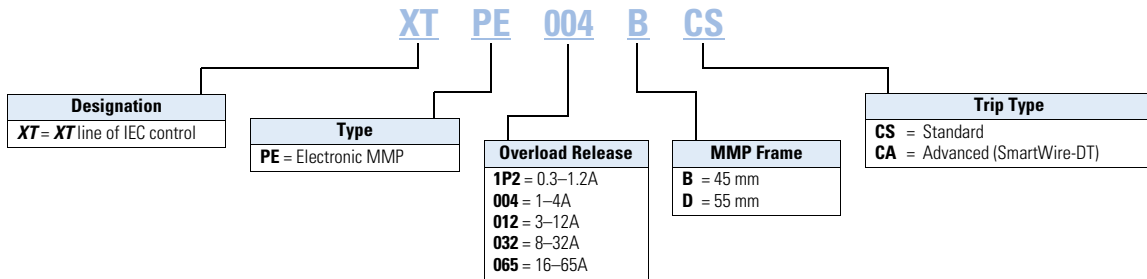 XT PE 004 B CS
Designation
XT = XT line of IEC control
Type
PE = Electronic MMP
Overload Release
1P2 = 0.3–1.2A
004 = 1–4A
012 = 3–12A
032 = 8–32A
065 = 16–65A
MMP Frame
B = 45 mm
D = 55 mm
Trip Type
CS = Standard
CA = Advanced (SmartWire-DT)